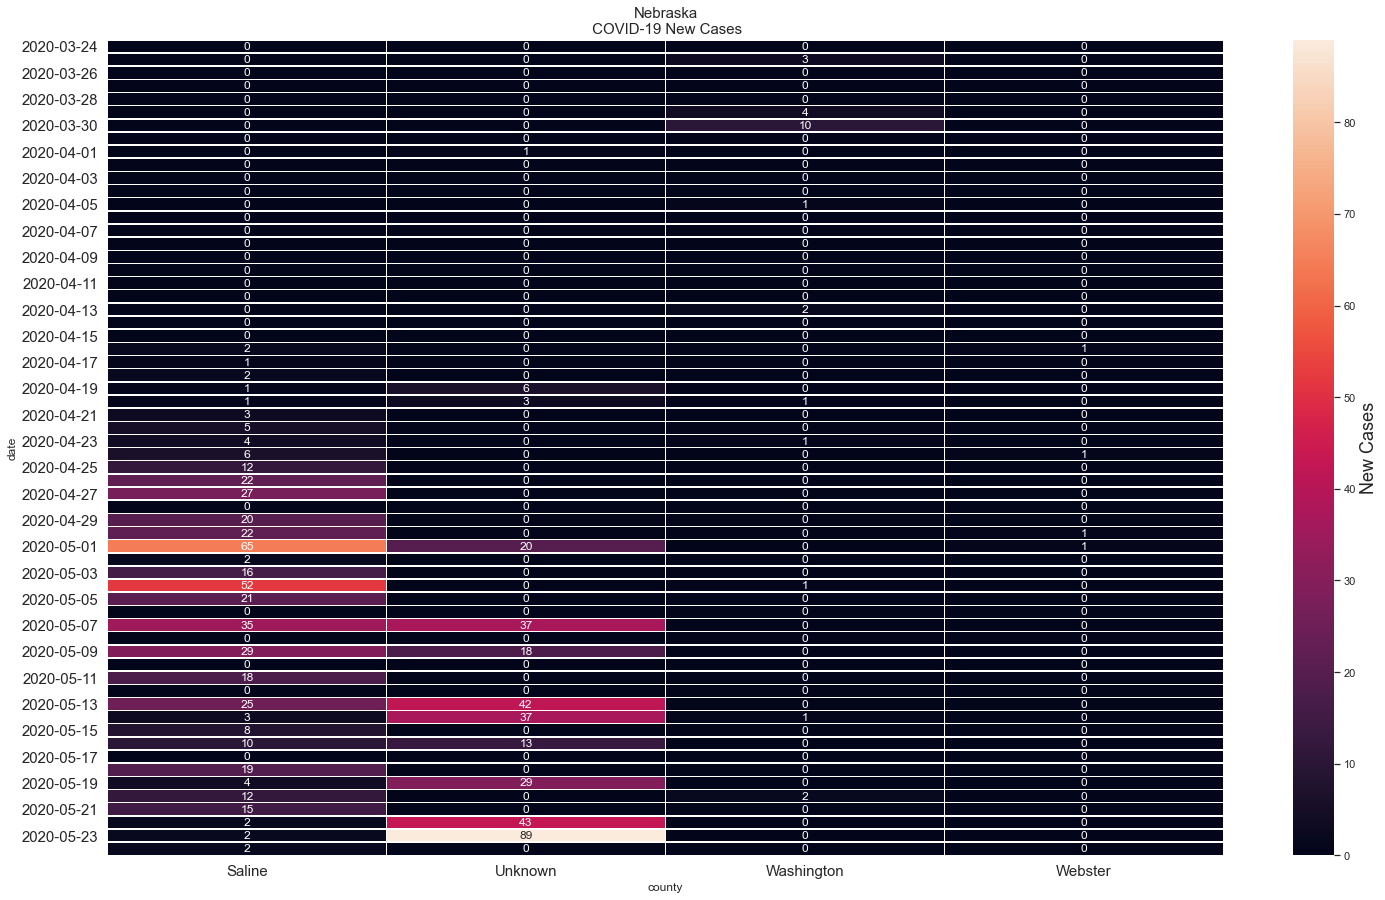 Nebraska
COVID-19 New Cases
2020-03-24 0 0 0 0
0 0 3 0
2020-03-26 0 0 0 0
0 0 0 0
2020-03-28 0 0 0 0
0 0 4 0
2020-03-30 0 0 10 0
0 0 0 0
2020-04-01 0 1 0 0
0 0 0 0
2020-04-03 0 0 0 0
0 0 0 0
2020-04-05 0 0 1 0
0 0 0 0
2020-04-07 0 0 0 0
0 0 0 0
2020-04-09 0 0 0 0
0 0 0 0
2020-04-11 0 0 0 0
0 0 0 0
2020-04-13 0 0 2 0
0 0 0 0
2020-04-15 0 0 0 0
2 0 0 1
2020-04-17 1 0 0 0
2 0 0 0
2020-04-19 1 6 0 0
1 3 1 0
2020-04-21 3 0 0 0
5 0 0 0
2020-04-23 4 0 1 0
6 0 0 1
2020-04-25 12 0 0 0
22 0 0 0
2020-04-27 27 0 0 0
0 0 0 0
2020-04-29 20 0 0 0
22 0 0 1
2020-05-01 65 20 0 1
2 0 0 0
2020-05-03 16 0 0 0
52 0 1 0
2020-05-05 21 0 0 0
0 0 0 0
2020-05-07 35 37 0 0
0 0 0 0
2020-05-09 29 18 0 0
0 0 0 0
2020-05-11 18 0 0 0
0 0 0 0
2020-05-13 25 42 0 0
3 37 1 0
2020-05-15 8 0 0 0
10 13 0 0
2020-05-17 0 0 0 0
19 0 0 0
2020-05-19 4 29 0 0
12 0 2 0
2020-05-21 15 0 0 0
2 43 0 0
2020-05-23 2 89 0 0
2 0 0 0
Saline Unknown Washington Webster
county
date
80
70
60
50
40
30
20
10
0
New Cases